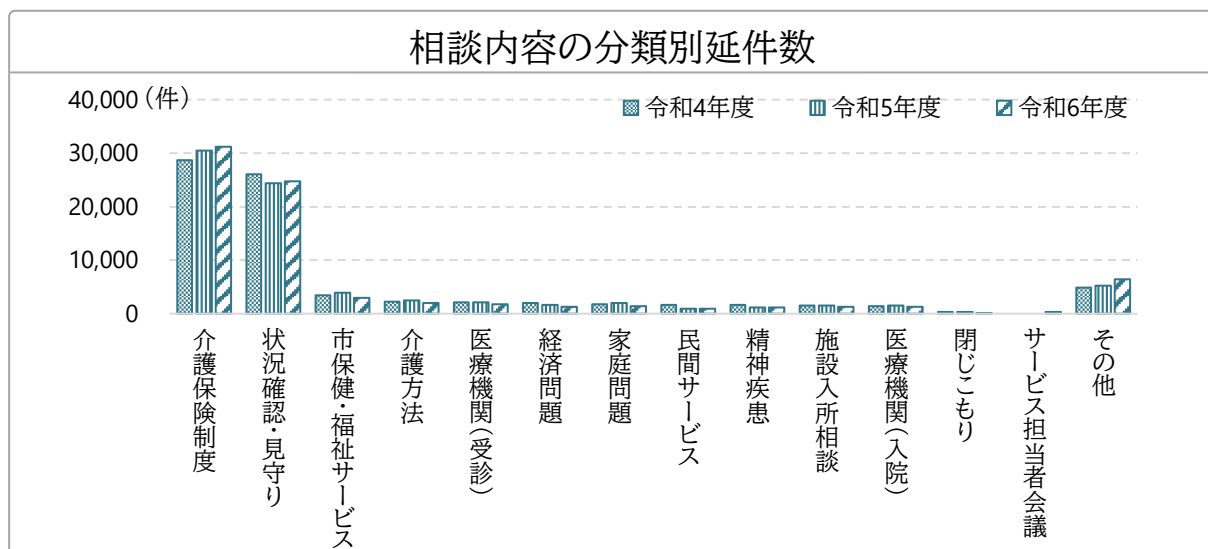 相談内容の分類別延件数
40,000
(件)
令和4年度
令和5年度
令和6年度
30,000
20,000
10,000
0
介護保険制度
状況確認・見守り
市保健・福祉サービス
介護方法
医療機関(受診)
経済問題
家庭問題
民間サービス
精神疾患
施設入所相談
医療機関(入院)
閉じこもり
サービス担当者会議
その他